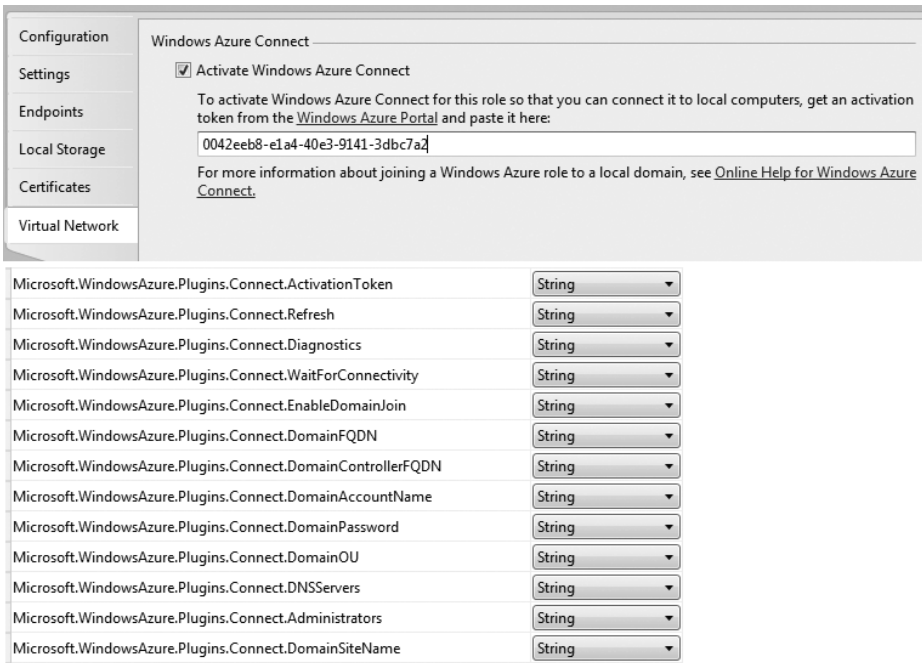 Configuration
Settings
Endpoints
Local Storage
Certificates
Virtual Network
Windows Azure Connect
Activate Windows Azure Connect
To activate Windows Azure Connect for this role so that you can connect it to local computers, get an activation
token from the Windows Azure Portal and paste it here:
0042eeb8-e1a4-40e3-9141-3dbc7a2
For more information about joining a Windows Azure role to a local domain, see Online Help for Windows Azure
Connect.
Microsoft.WindowsAzure.Plugins.Connect.ActivationToken String
Microsoft.WindowsAzure.Plugins.Connect.Refresh String
Microsoft.WindowsAzure.Plugins.Connect.Diagnostics String
Microsoft.WindowsAzure.Plugins.Connect.WaitForConnectivity String
Microsoft.WindowsAzure.Plugins.Connect.EnableDomainJoin String
Microsoft.WindowsAzure.Plugins.Connect.DomainFQDN String
Microsoft.WindowsAzure.Plugins.Connect.DomainControllerFQDN String
Microsoft.WindowsAzure.Plugins.Connect.DomainAccountName String
Microsoft.WindowsAzure.Plugins.Connect.DomainPassword String
Microsoft.WindowsAzure.Plugins.Connect.DomainOU String
Microsoft.WindowsAzure.Plugins.Connect.DNSServers String
Microsoft.WindowsAzure.Plugins.Connect.Administrators String
Microsoft.WindowsAzure.Plugins.Connect.DomainSiteName String